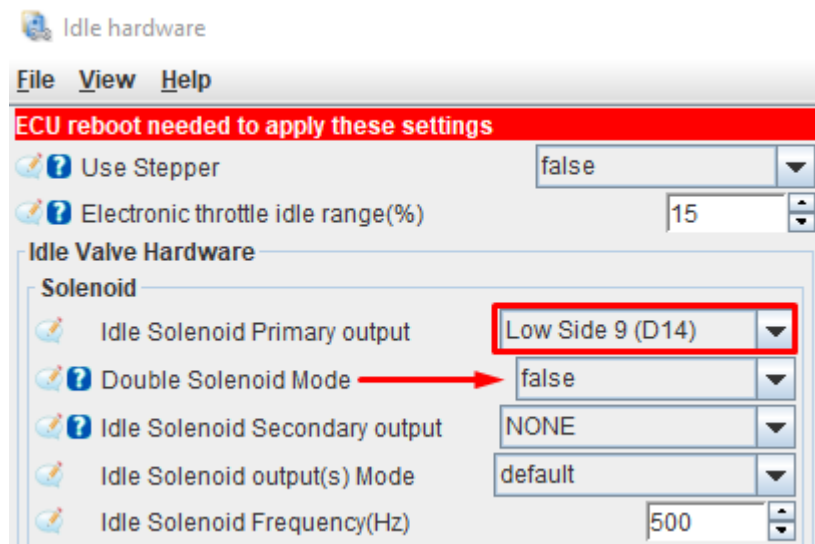 Idle hardware
File View Help
ECU reboot needed to apply these settings
? Use Stepper false
? Electronic throttle idle range(%) 15
Idle Valve Hardware
Solenoid
Idle Solenoid Primary output Low Side 9 (D14)
? Double Solenoid Mode false
? Idle Solenoid Secondary output NONE
Idle Solenoid output(s) Mode default
Idle Solenoid Frequency(Hz) 500